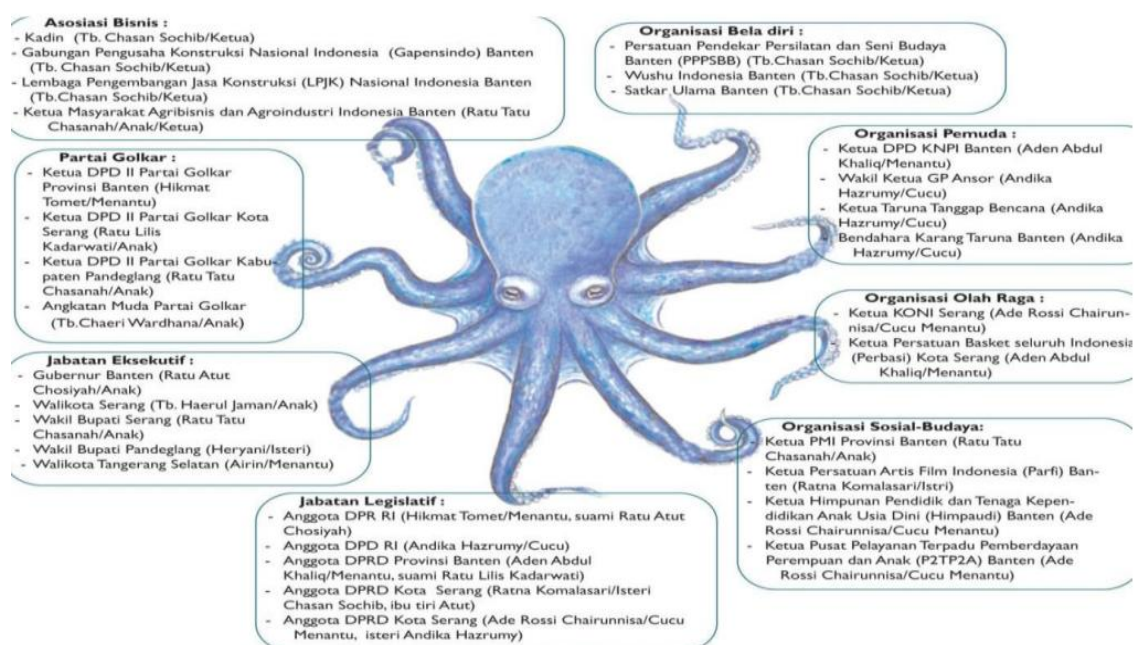 Asosiasi Bisnis :
- Kadin (Tb. Chasan Sochib/Ketua)
- Gabungan Pengusaha Konstruksi Nasional Indonesia (Gapensindo) Banten
(Tb. Chasan Sochib/Ketua)
- Lembaga Pengembangan Jasa Konstruksi (LPJK) Nasional Indonesia Banten
(Tb.Chasan Sochib/Ketua)
- Ketua Masyarakat Agribisnis dan Agroindustri Indonesia Banten (Ratu Tatu
Chasanah/Anak/Ketua)
Partai Golkar :
- Ketua DPD II Partai Golkar
Provinsi Banten (Hikmat
Tomet/Menantu)
- Ketua DPD II Partai Golkar Kota
Serang (Ratu Lilis
Kadarwati/Anak)
- Ketua DPD II Partai Golkar Kabu-
paten Pandeglang (Ratu Tatu
Chasanah/Anak)
- Angkatan Muda Partai Golkar
(Tb.Chaeri Wardhana/Anak)
Jabatan Eksekutif :
- Gubernur Banten (Ratu Atut
Chosiyah/Anak)
- Walikota Serang (Tb. Haerul Jaman/Anak)
- Wakil Bupati Serang (Ratu Tatu
Chasanah/Anak)
- Wakil Bupati Pandeglang (Heryani/Isteri)
- Walikota Tangerang Selatan (Airin/Menantu)
Jabatan Legislatif :
- Anggota DPR RI (Hikmat Tomet/Menantu, suami Ratu Atut
Chosiyah)
- Anggota DPD RI (Andika Hazrumy/Cucu)
- Anggota DPRD Provinsi Banten (Aden Abdul
Khaliq/Menantu, suami Ratu Lilis Kadarwati)
- Anggota DPRD Kota Serang (Ratna Komalasari/Isteri
Chasan Sochib, ibu tiri Atut)
- Anggota DPRD Kota Serang (Ade Rossi Chairunnisa/Cucu
Menantu, isteri Andika Hazrumy)
Organisasi Bela diri :
- Persatuan Pendekar Persilatan dan Seni Budaya
Banten (PPPSBB) (Tb.Chasan Sochib/Ketua)
- Wushu Indonesia Banten (Tb.Chasan Sochib/Ketua)
- Satkar Ulama Banten (Tb.Chasan Sochib/Ketua)
Organisasi Pemuda :
- Ketua DPD KNPI Banten (Aden Abdul
Khaliq/Menantu)
- Wakil Ketua GP Ansor (Andika
Hazrumy/Cucu)
- Ketua Taruna Tanggap Bencana (Andika
Hazrumy/Cucu)
- Bendahara Karang Taruna Banten (Andika
Hazrumy/Cucu)
Organisasi Olah Raga :
- Ketua KONI Serang (Ade Rossi Chairun-
nisa/Cucu Menantu)
- Ketua Persatuan Basket seluruh Indonesia
(Perbasi) Kota Serang (Aden Abdul
Khaliq/Menantu)
Organisasi Sosial-Budaya:
- Ketua PMI Provinsi Banten (Ratu Tatu
Chasanah/Anak)
- Ketua Persatuan Artis Film Indonesia (Parfi) Ban-
ten (Ratna Komalasari/Istri)
- Ketua Himpunan Pendidik dan Tenaga Kepen-
didikan Anak Usia Dini (Himpaudi) Banten (Ade
Rossi Chairunnisa/Cucu Menantu)
- Ketua Pusat Pelayanan Terpadu Pemberdayaan
Perempuan dan Anak (P2TP2A) Banten (Ade
Rossi Chairunnisa/Cucu Menantu)